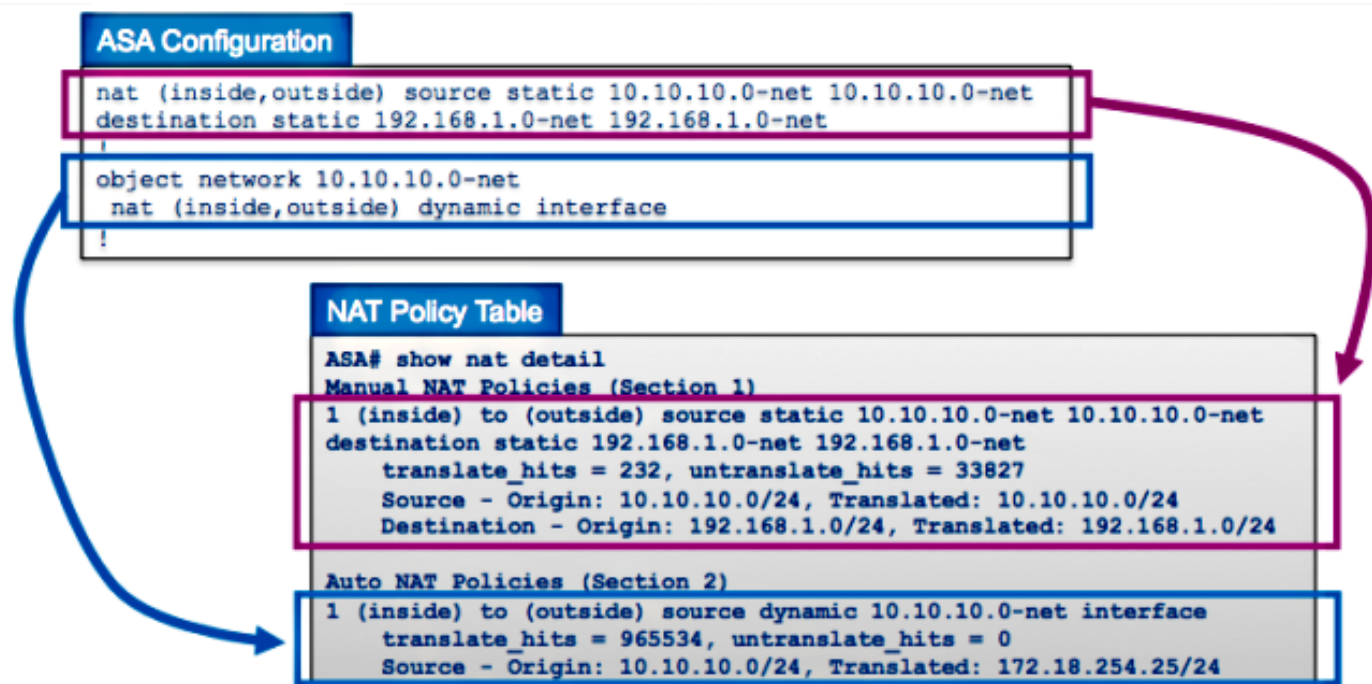 ASA Configuration
nat (inside,outside) source static 10.10.10.0-net 10.10.10.0-net
destination static 192.168.1.0-net 192.168.1.0-net
!
object network 10.10.10.0-net
 nat (inside,outside) dynamic interface
!
NAT Policy Table
ASA# show nat detail
Manual NAT Policies (Section 1)
1 (inside) to (outside) source static 10.10.10.0-net 10.10.10.0-net
destination static 192.168.1.0-net 192.168.1.0-net
    translate_hits = 232, untranslate_hits = 33827
    Source - Origin: 10.10.10.0/24, Translated: 10.10.10.0/24
    Destination - Origin: 192.168.1.0/24, Translated: 192.168.1.0/24
Auto NAT Policies (Section 2)
1 (inside) to (outside) source dynamic 10.10.10.0-net interface
    translate_hits = 965534, untranslate_hits = 0
    Source - Origin: 10.10.10.0/24, Translated: 172.18.254.25/24